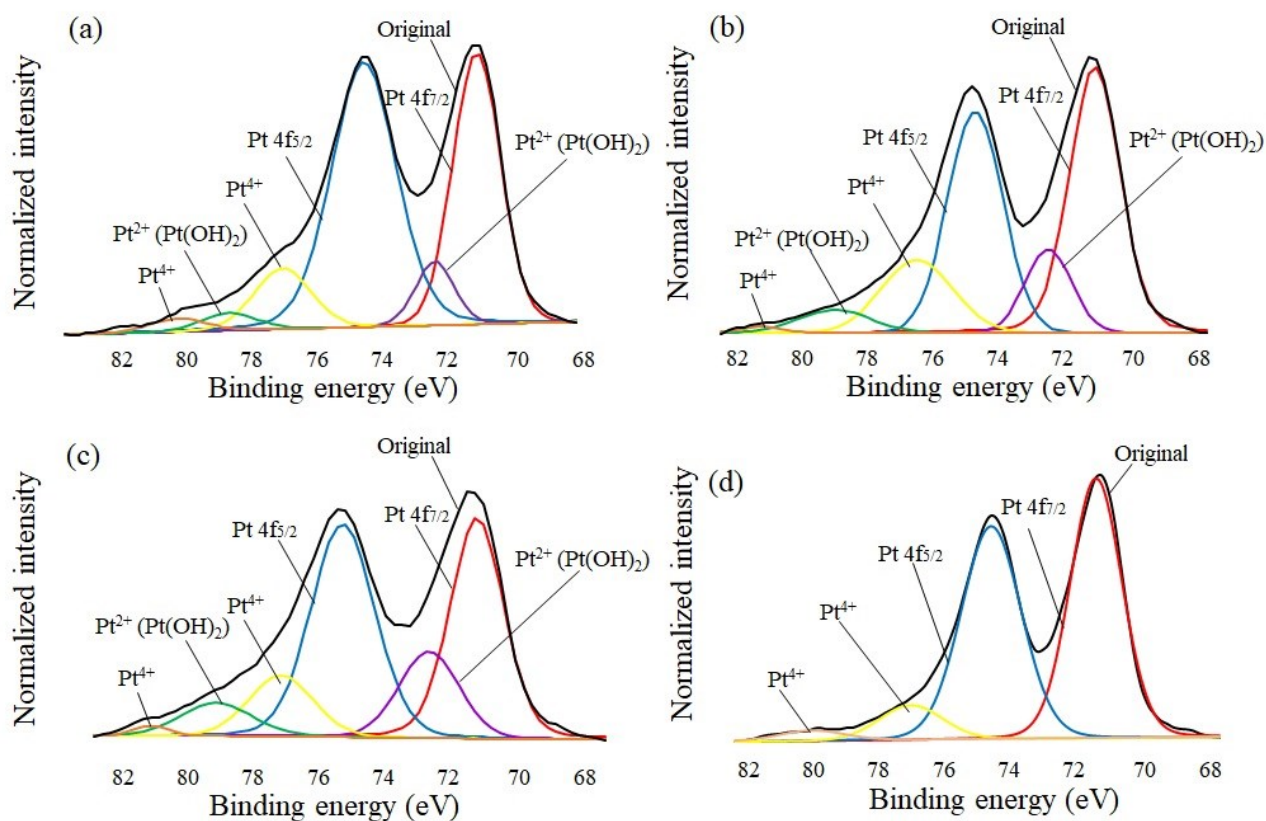 (a)
Original
Pt 4f7/2
Pt 4f5/2
Pt²⁺ (Pt(OH)₂)
Pt⁴⁺
Pt²⁺ (Pt(OH)₂)
Pt⁴⁺
Normalized intensity
82 80 78 76 74 72 70 68
Binding energy (eV)
(b)
Original
Pt 4f7/2
Pt 4f5/2
Pt²⁺ (Pt(OH)₂)
Pt⁴⁺
Pt²⁺ (Pt(OH)₂)
Pt⁴⁺
Normalized intensity
82 80 78 76 74 72 70 68
Binding energy (eV)
(c)
Original
Pt 4f7/2
Pt 4f5/2
Pt²⁺ (Pt(OH)₂)
Pt⁴⁺
Pt²⁺ (Pt(OH)₂)
Pt⁴⁺
Normalized intensity
82 80 78 76 74 72 70 68
Binding energy (eV)
(d)
Original
Pt 4f7/2
Pt 4f5/2
Pt⁴⁺
Pt⁴⁺
Normalized intensity
82 80 78 76 74 72 70 68
Binding energy (eV)